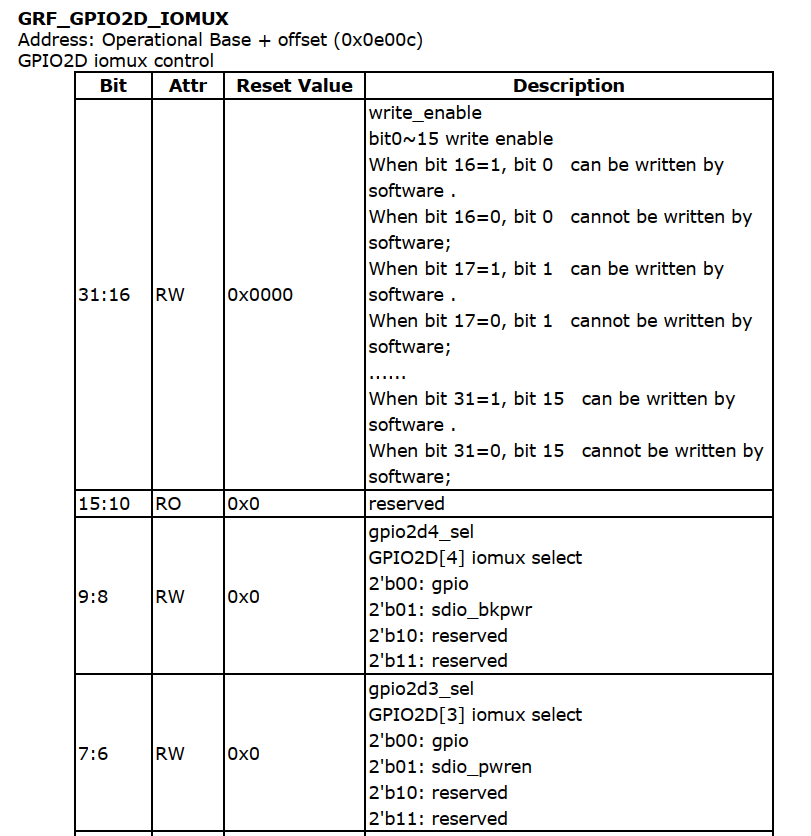 GRF_GPIO2D_IOMUX
Address: Operational Base + offset (0x0e00c)
GPIO2D iomux control
Bit Attr Reset Value Description
write_enable
bit0~15 write enable
When bit 16=1, bit 0 can be written by
software .
When bit 16=0, bit 0 cannot be written by
software;
When bit 17=1, bit 1 can be written by
31:16 RW 0x0000 software .
When bit 17=0, bit 1 cannot be written by
software;
......
When bit 31=1, bit 15 can be written by
software .
When bit 31=0, bit 15 cannot be written by
software;
15:10 RO 0x0 reserved
gpio2d4_sel
GPIO2D[4] iomux select
2'b00: gpio
9:8 RW 0x0 2'b01: sdio_bkpwr
2'b10: reserved
2'b11: reserved
gpio2d3_sel
GPIO2D[3] iomux select
2'b00: gpio
7:6 RW 0x0 2'b01: sdio_pwren
2'b10: reserved
2'b11: reserved